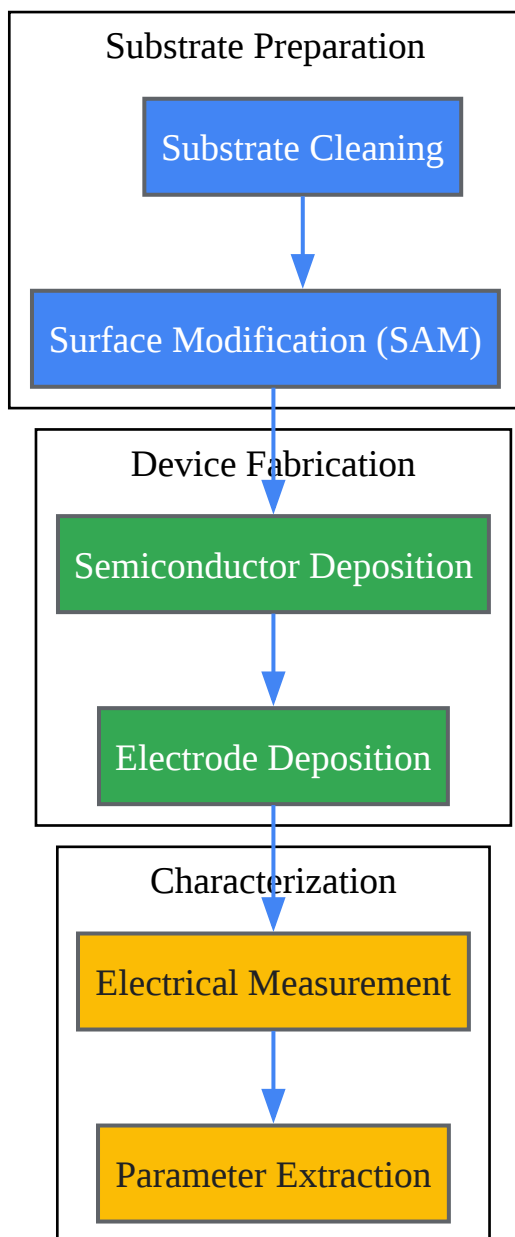 Substrate Preparation
Substrate Cleaning
Surface Modification (SAM)
Device Fabrication
Semiconductor Deposition
Electrode Deposition
Characterization
Electrical Measurement
Parameter Extraction